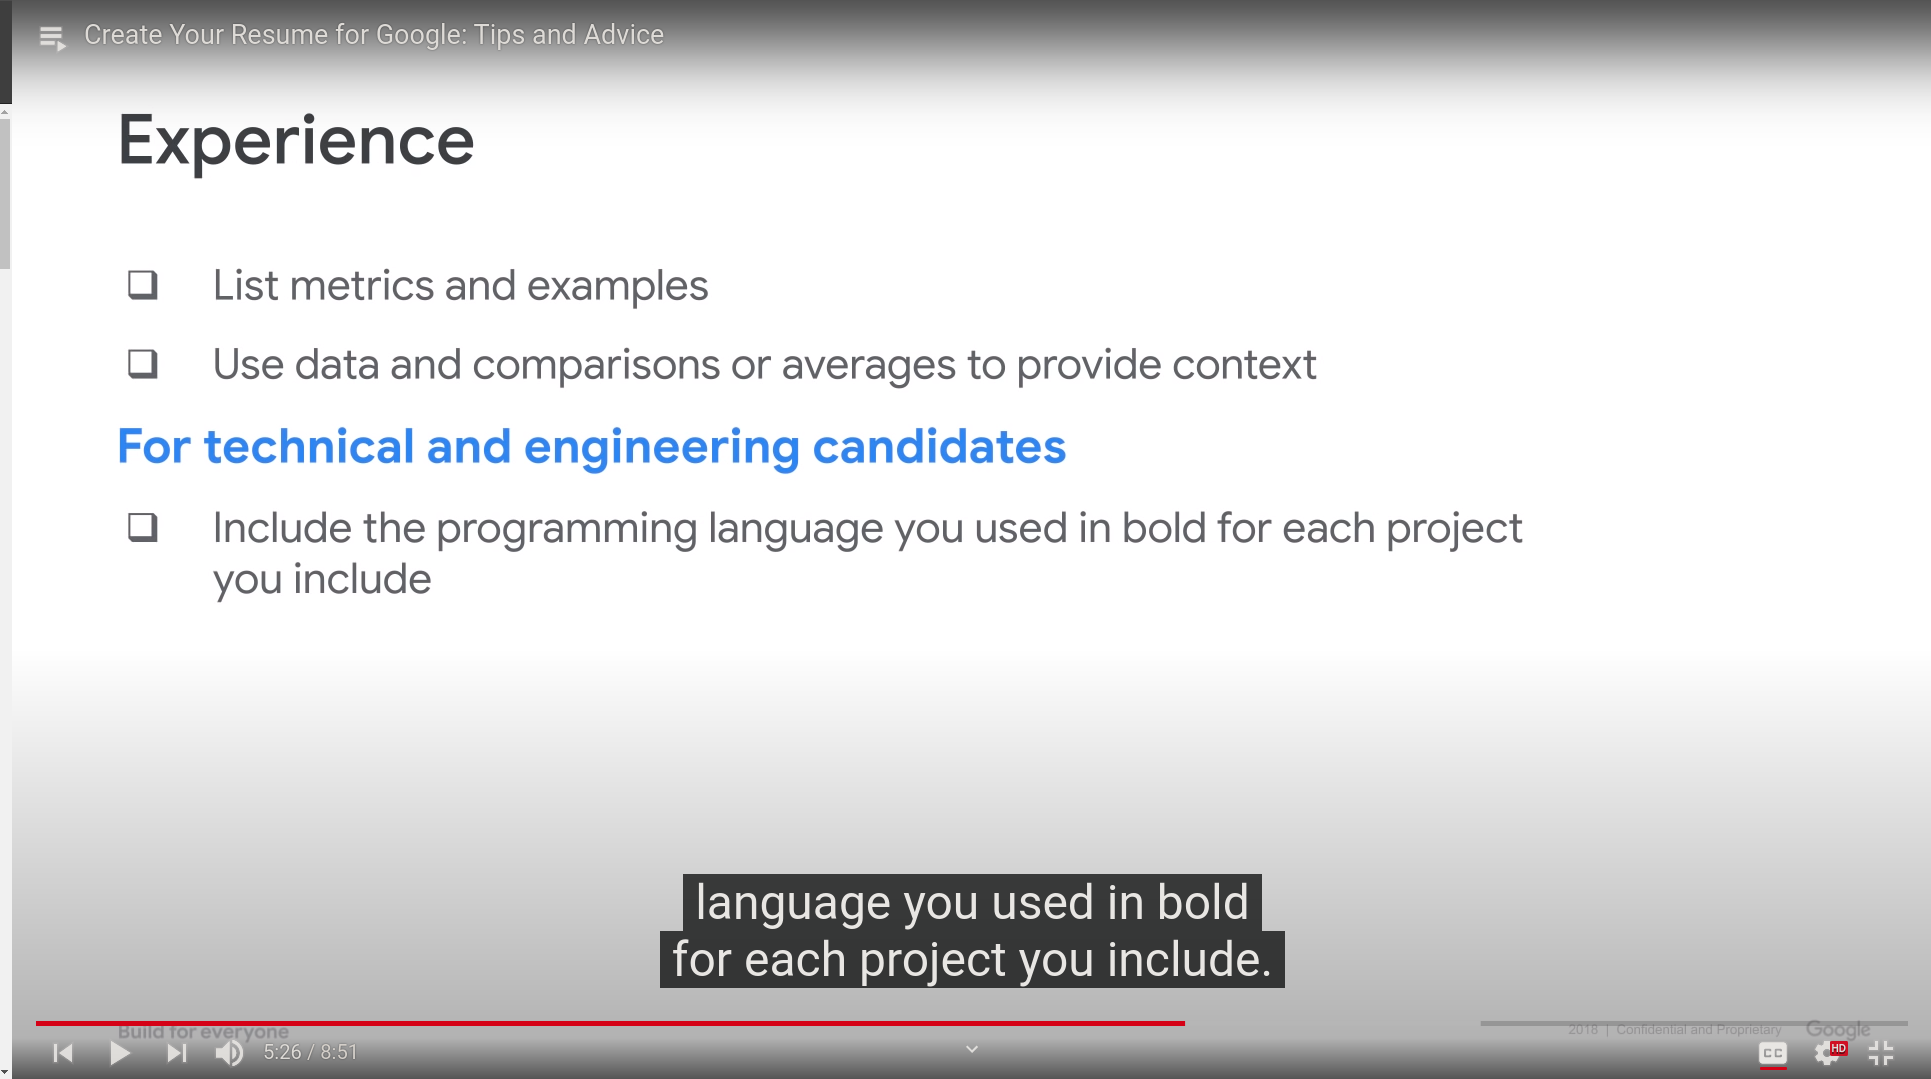 Create Your Resume for Google: Tips and Advice
Experience
List metrics and examples
Use data and comparisons or averages to provide context
For technical and engineering candidates
Include the programming language you used in bold for each project
you include
language you used in bold
for each project you include.
Build for everyone
2018 | Confidential and Proprietary Google
5:26 / 8:51
CC
HD